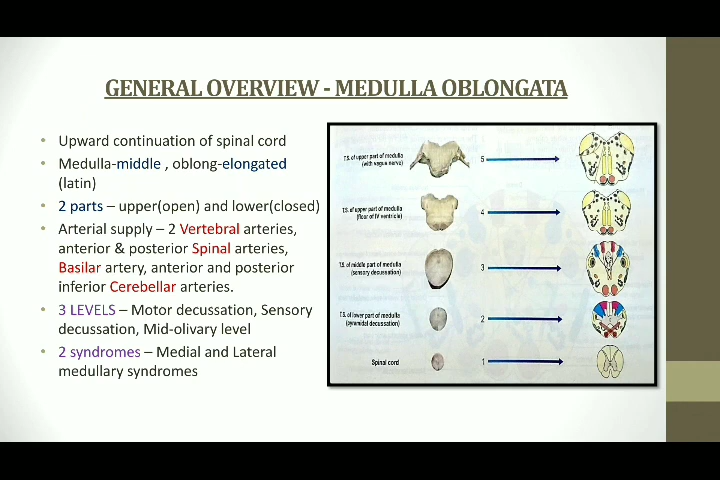 GENERAL OVERVIEW - MEDULLA OBLONGATA
• Upward continuation of spinal cord
• Medulla-middle , oblong-elongated
(latin)
• 2 parts – upper(open) and lower(closed)
• Arterial supply – 2 Vertebral arteries,
anterior & posterior Spinal arteries,
Basilar artery, anterior and posterior
inferior Cerebellar arteries.
• 3 LEVELS – Motor decussation, Sensory
decussation, Mid-olivary level
• 2 syndromes – Medial and Lateral
medullary syndromes
T.S. of upper part of medulla
(with vagus nerve)
5
T.S. of upper part of medulla
(floor of IV ventricle)
4
T.S. of middle part of medulla
(sensory decussation)
3
T.S. of lower part of medulla
(pyramidal decussation)
2
Spinal cord
1